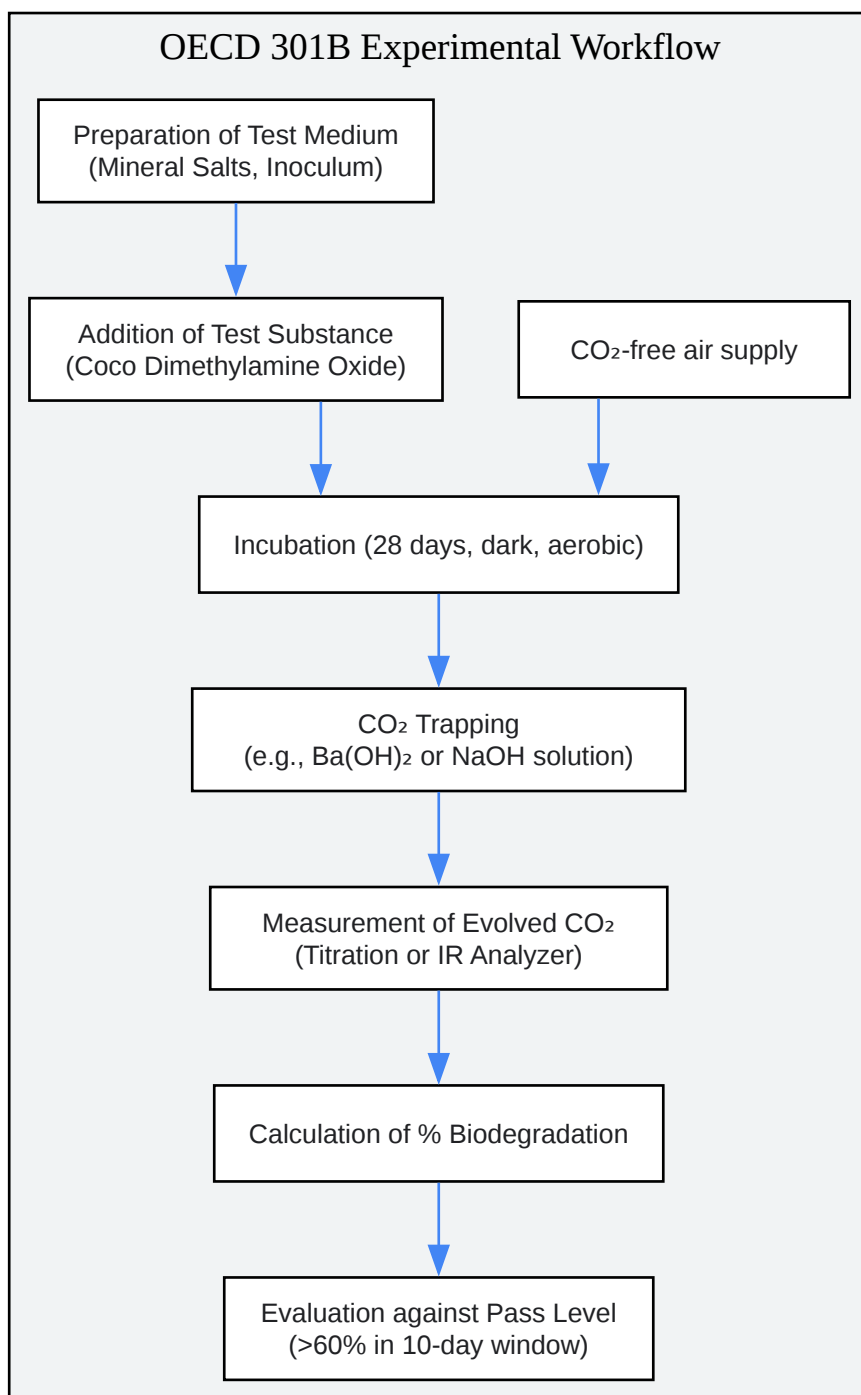 OECD 301B Experimental Workflow
Preparation of Test Medium
(Mineral Salts, Inoculum)
Addition of Test Substance
(Coco Dimethylamine Oxide)
CO₂-free air supply
Incubation (28 days, dark, aerobic)
CO₂ Trapping
(e.g., Ba(OH)₂ or NaOH solution)
Measurement of Evolved CO₂
(Titration or IR Analyzer)
Calculation of % Biodegradation
Evaluation against Pass Level
(>60% in 10-day window)